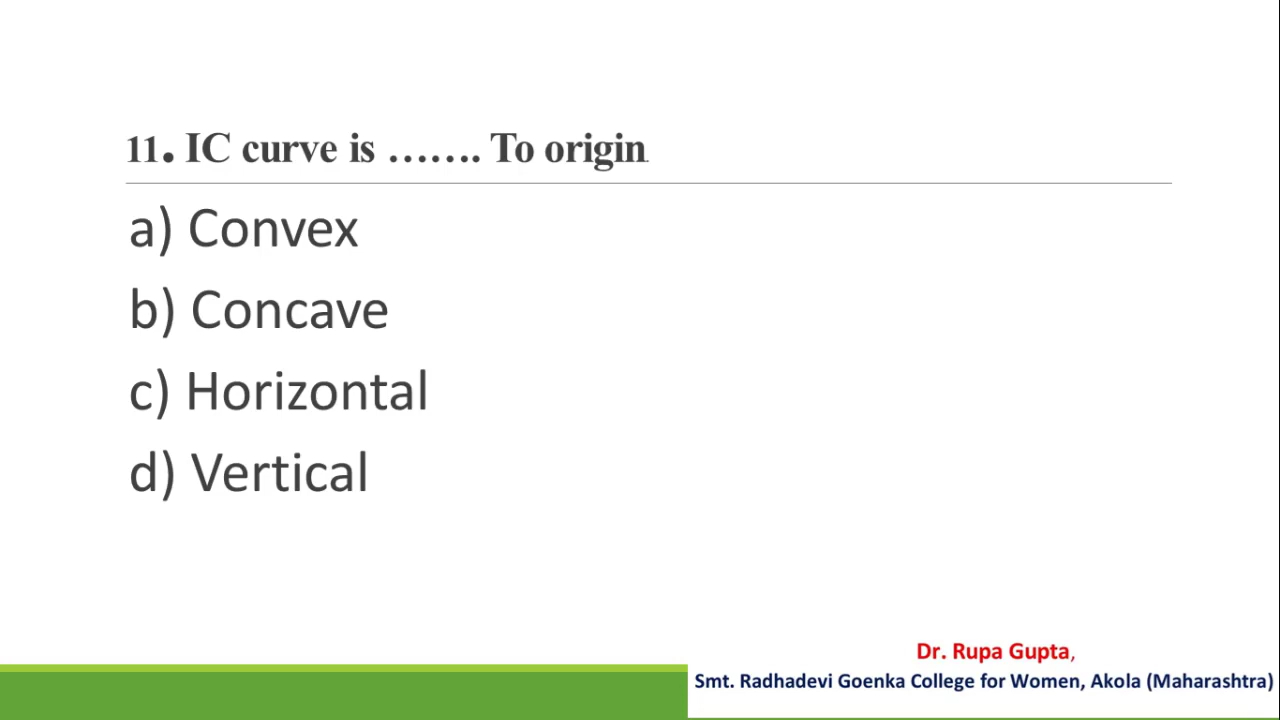 11. IC curve is ……. To origin.
a) Convex
b) Concave
c) Horizontal
d) Vertical
Dr. Rupa Gupta,
Smt. Radhadevi Goenka College for Women, Akola (Maharashtra)